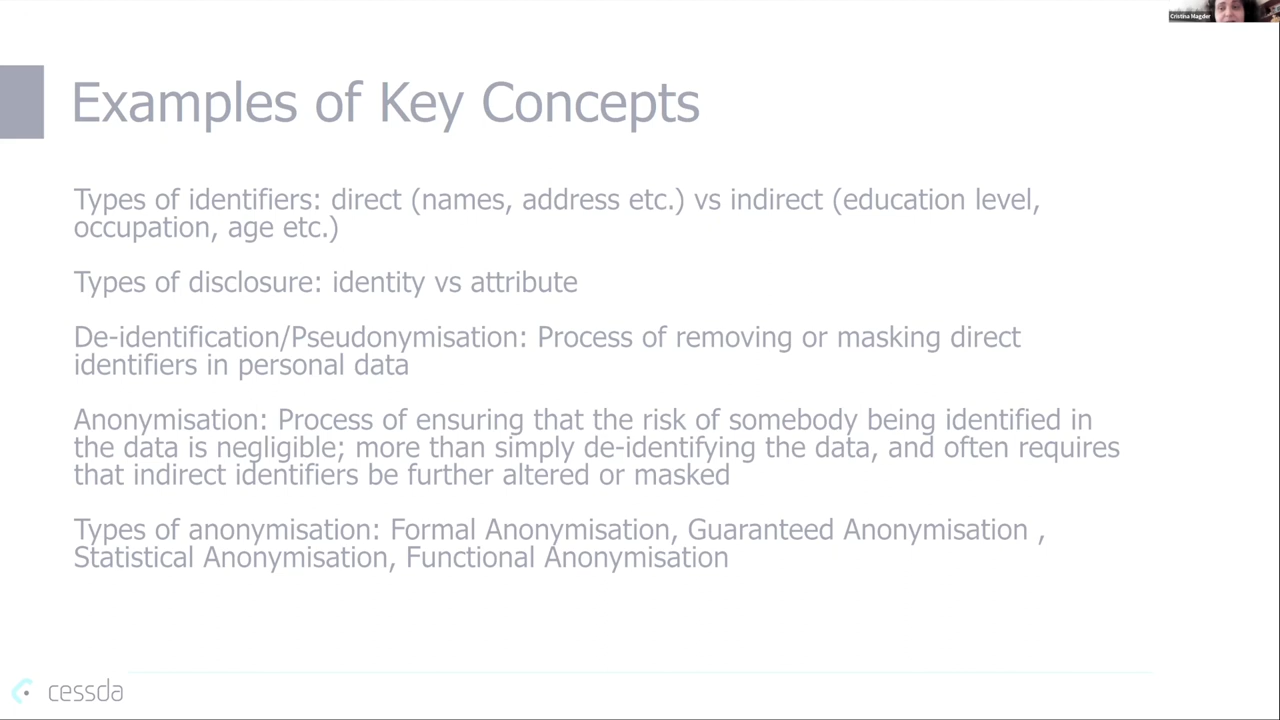 Cristina Magder
Examples of Key Concepts
Types of identifiers: direct (names, address etc.) vs indirect (education level,
occupation, age etc.)
Types of disclosure: identity vs attribute
De-identification/Pseudonymisation: Process of removing or masking direct
identifiers in personal data
Anonymisation: Process of ensuring that the risk of somebody being identified in
the data is negligible; more than simply de-identifying the data, and often requires
that indirect identifiers be further altered or masked
Types of anonymisation: Formal Anonymisation, Guaranteed Anonymisation ,
Statistical Anonymisation, Functional Anonymisation
cessda